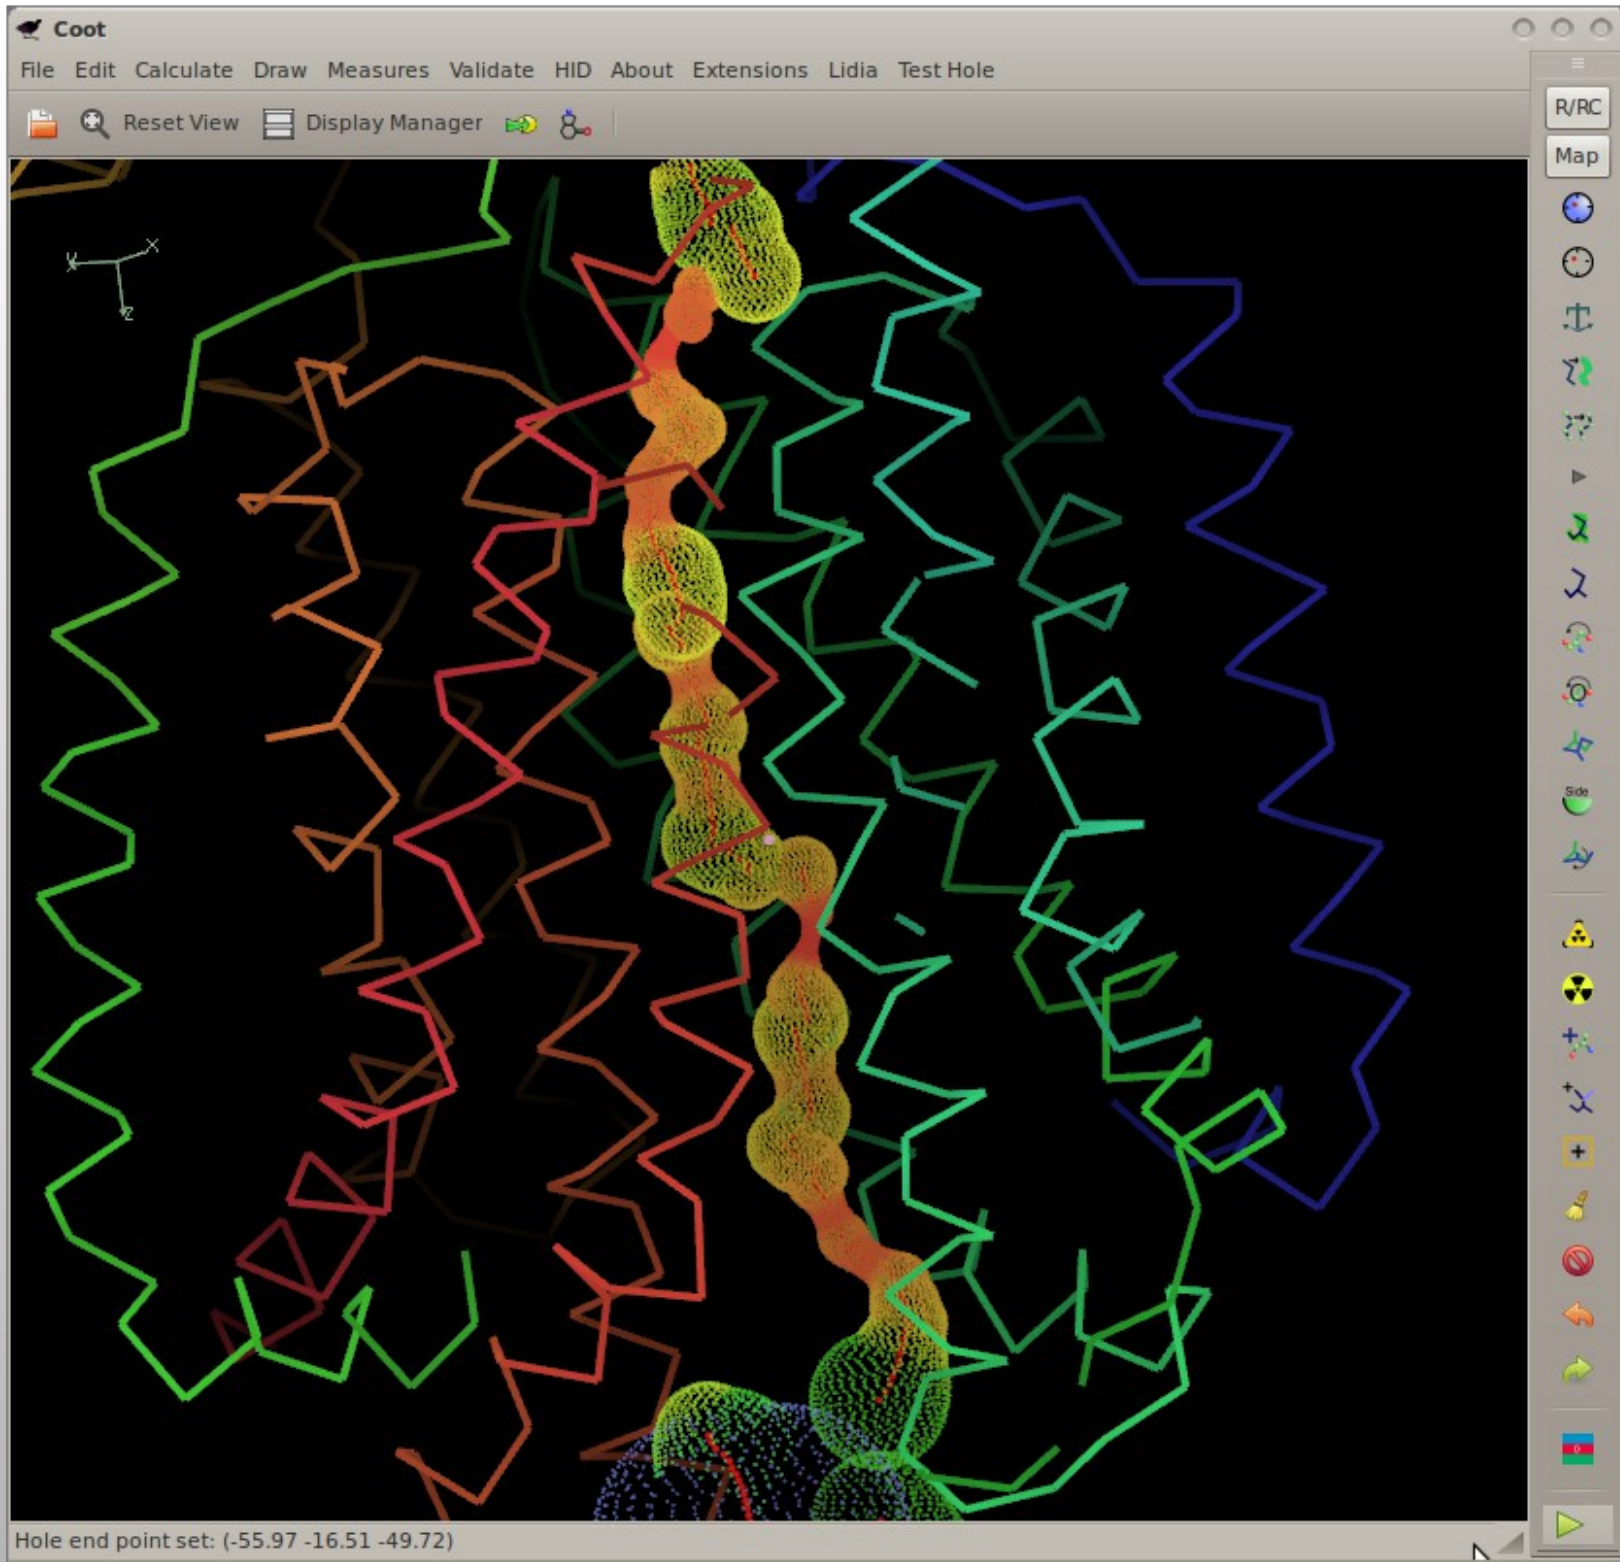 Coot
File Edit Calculate Draw Measures Validate HID About Extensions Lidia Test Hole
R/RC
Reset View Display Manager
Map
X
Y
Z
Side
Hole end point set: (-55.97 -16.51 -49.72)